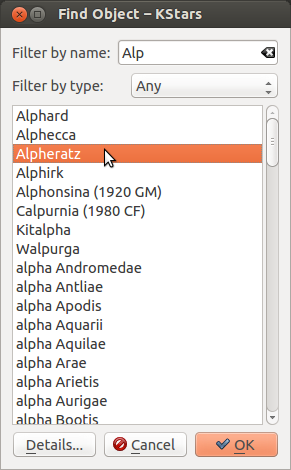 Find Object – KStars
Filter by name: Alp
Filter by type: Any
Alphard
Alphecca
Alpheratz
Alphirk
Alphonsina (1920 GM)
Calpurnia (1980 CF)
Kitalpha
Walpurga
alpha Andromedae
alpha Antliae
alpha Apodis
alpha Aquarii
alpha Aquilae
alpha Arae
alpha Arietis
alpha Aurigae
alpha Bootis
Details... Cancel OK